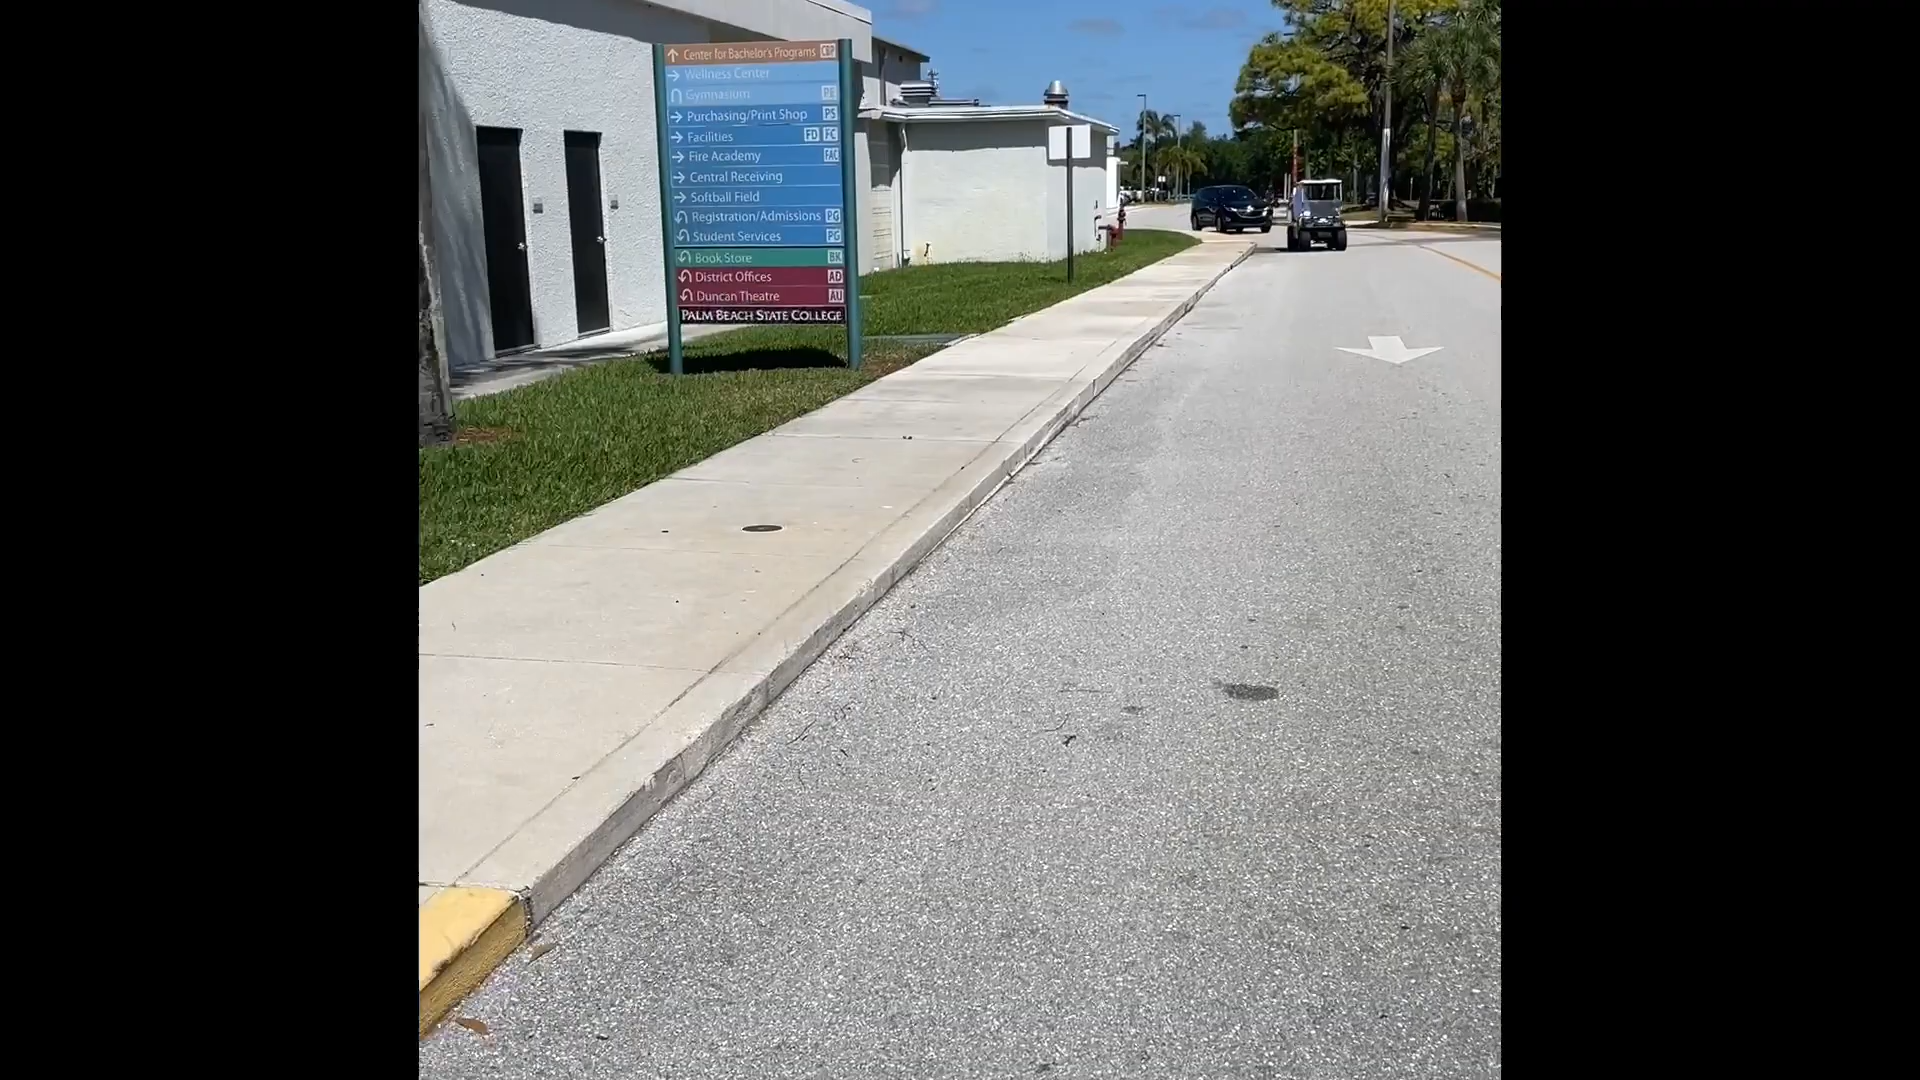 ↑ Center for Bachelor's Programs CBP
→ Wellness Center
Gymnasium PE
→ Purchasing/Print Shop PS
→ Facilities FD FC
→ Fire Academy FAC
→ Central Receiving
→ Softball Field
Registration/Admissions PG
Student Services PG
Book Store BK
District Offices AD
Duncan Theatre AU
PALM BEACH STATE COLLEGE